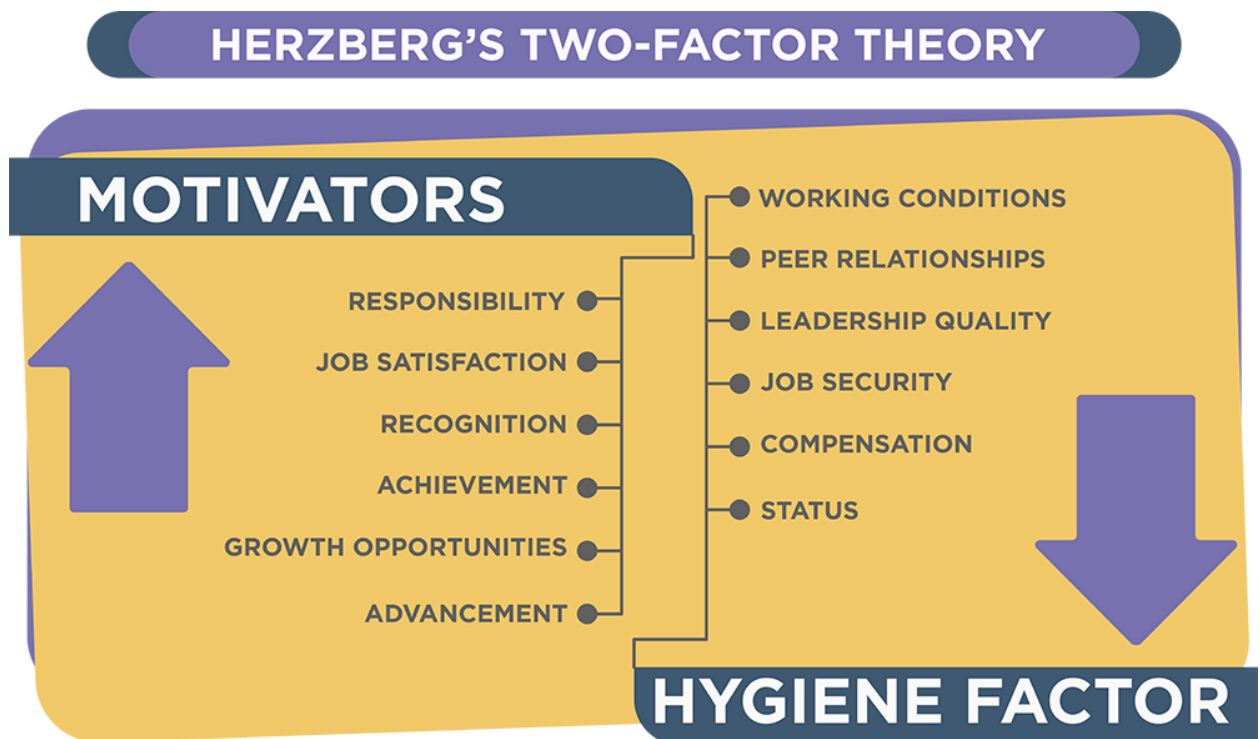 HERZBERG'S TWO-FACTOR THEORY
MOTIVATORS
RESPONSIBILITY
JOB SATISFACTION
RECOGNITION
ACHIEVEMENT
GROWTH OPPORTUNITIES
ADVANCEMENT
WORKING CONDITIONS
PEER RELATIONSHIPS
LEADERSHIP QUALITY
JOB SECURITY
COMPENSATION
STATUS
HYGIENE FACTOR